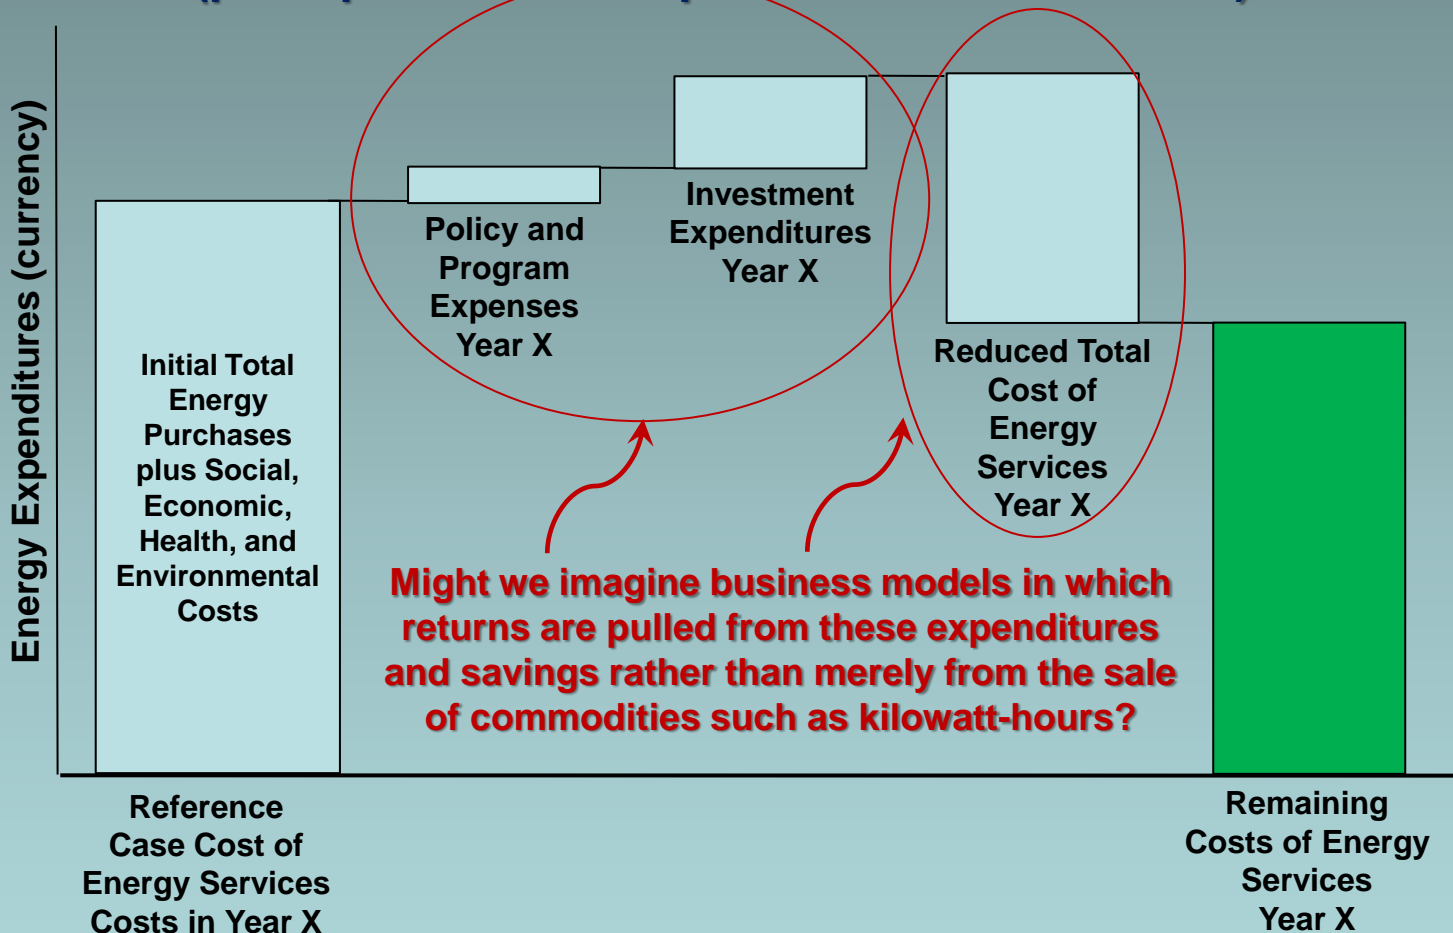 Energy Expenditures (currency)
Policy and
Program
Expenses
Year X
Investment
Expenditures
Year X
Initial Total
Energy
Purchases
plus Social,
Economic,
Health, and
Environmental
Costs
Reduced Total
Cost of
Energy
Services
Year X
Might we imagine business models in which
returns are pulled from these expenditures
and savings rather than merely from the sale
of commodities such as kilowatt-hours?
Reference
Case Cost of
Energy Services
Costs in Year X
Remaining
Costs of Energy
Services
Year X